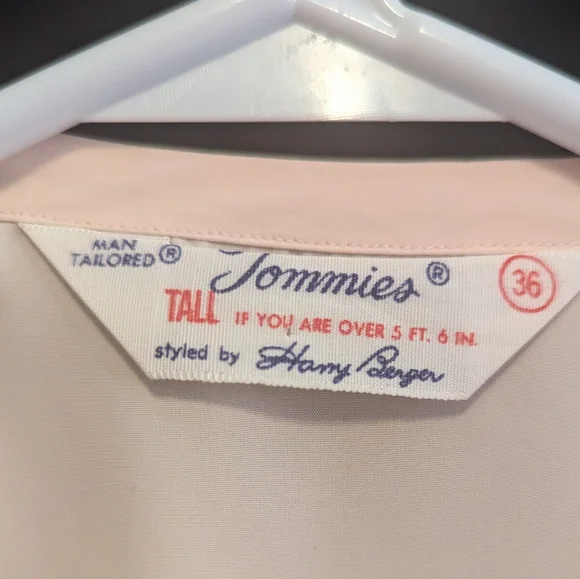 MAN
TAILORED®
Tommies®
36
TALL IF YOU ARE OVER 5 FT. 6 IN.
styled by Harry Berger